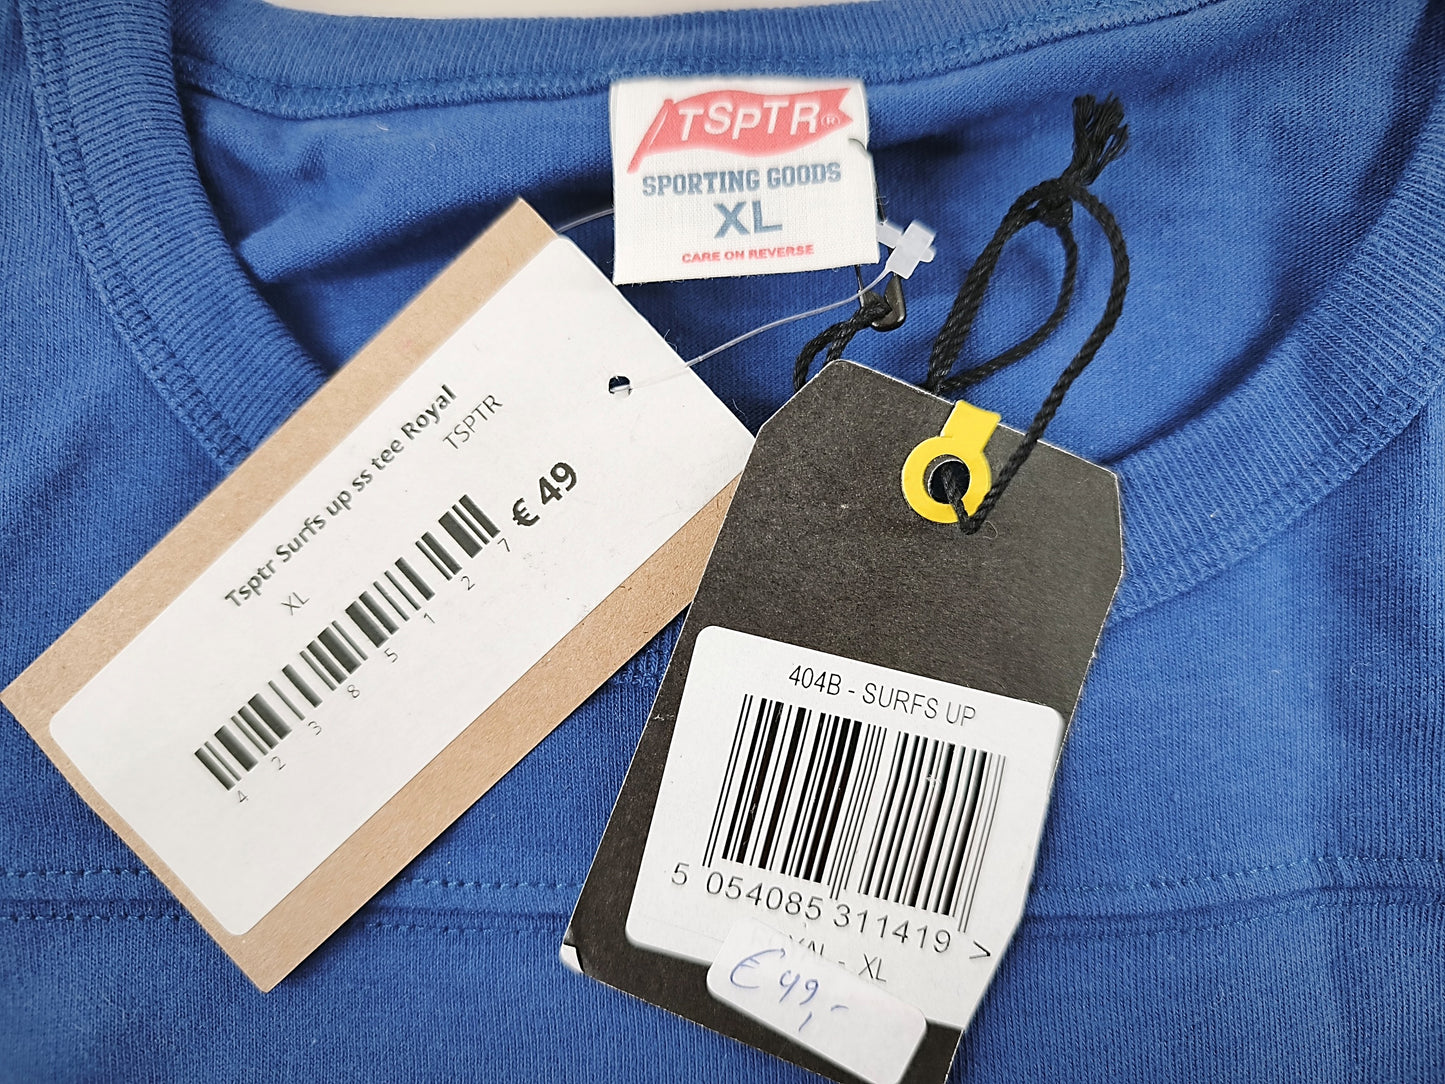 TSPTR®
SPORTING GOODS
XL
CARE ON REVERSE
Tsptr Surfs up ss tee Royal
TSPTR
XL
€ 49
4 2 3 8 5 1 2 7
404B - SURFS UP
5 054085 311419 >
- XL
€ 49,-